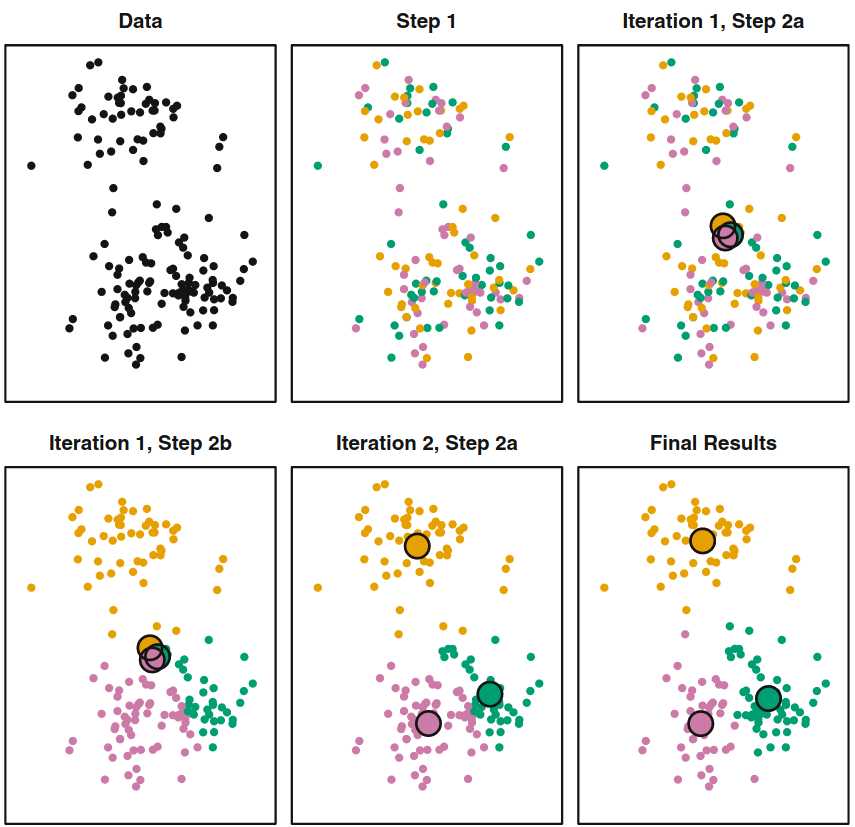 Data
Step 1
Iteration 1, Step 2a
Iteration 1, Step 2b
Iteration 2, Step 2a
Final Results